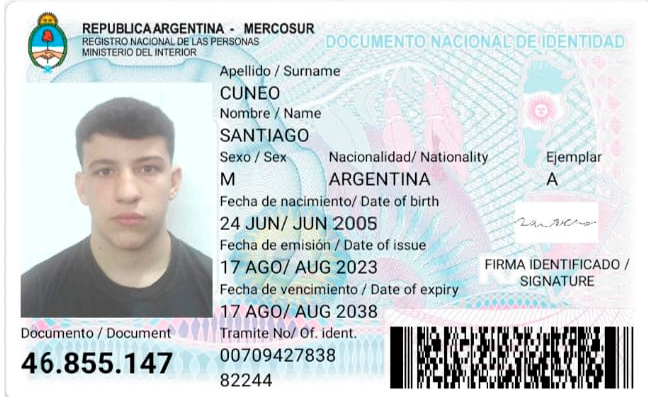 REPUBLICA ARGENTINA - MERCOSUR
REGISTRO NACIONAL DE LAS PERSONAS
MINISTERIO DEL INTERIOR
DOCUMENTO NACIONAL DE IDENTIDAD
Apellido / Surname
CUNEO
Nombre / Name
SANTIAGO
Sexo / Sex Nacionalidad/ Nationality Ejemplar
M ARGENTINA A
Fecha de nacimiento/ Date of birth
24 JUN/ JUN 2005
Fecha de emisión / Date of issue
17 AGO/ AUG 2023
FIRMA IDENTIFICADO /
SIGNATURE
Fecha de vencimiento / Date of expiry
17 AGO/ AUG 2038
Documento / Document
46.855.147
Tramite No/ Of. ident.
00709427838
82244